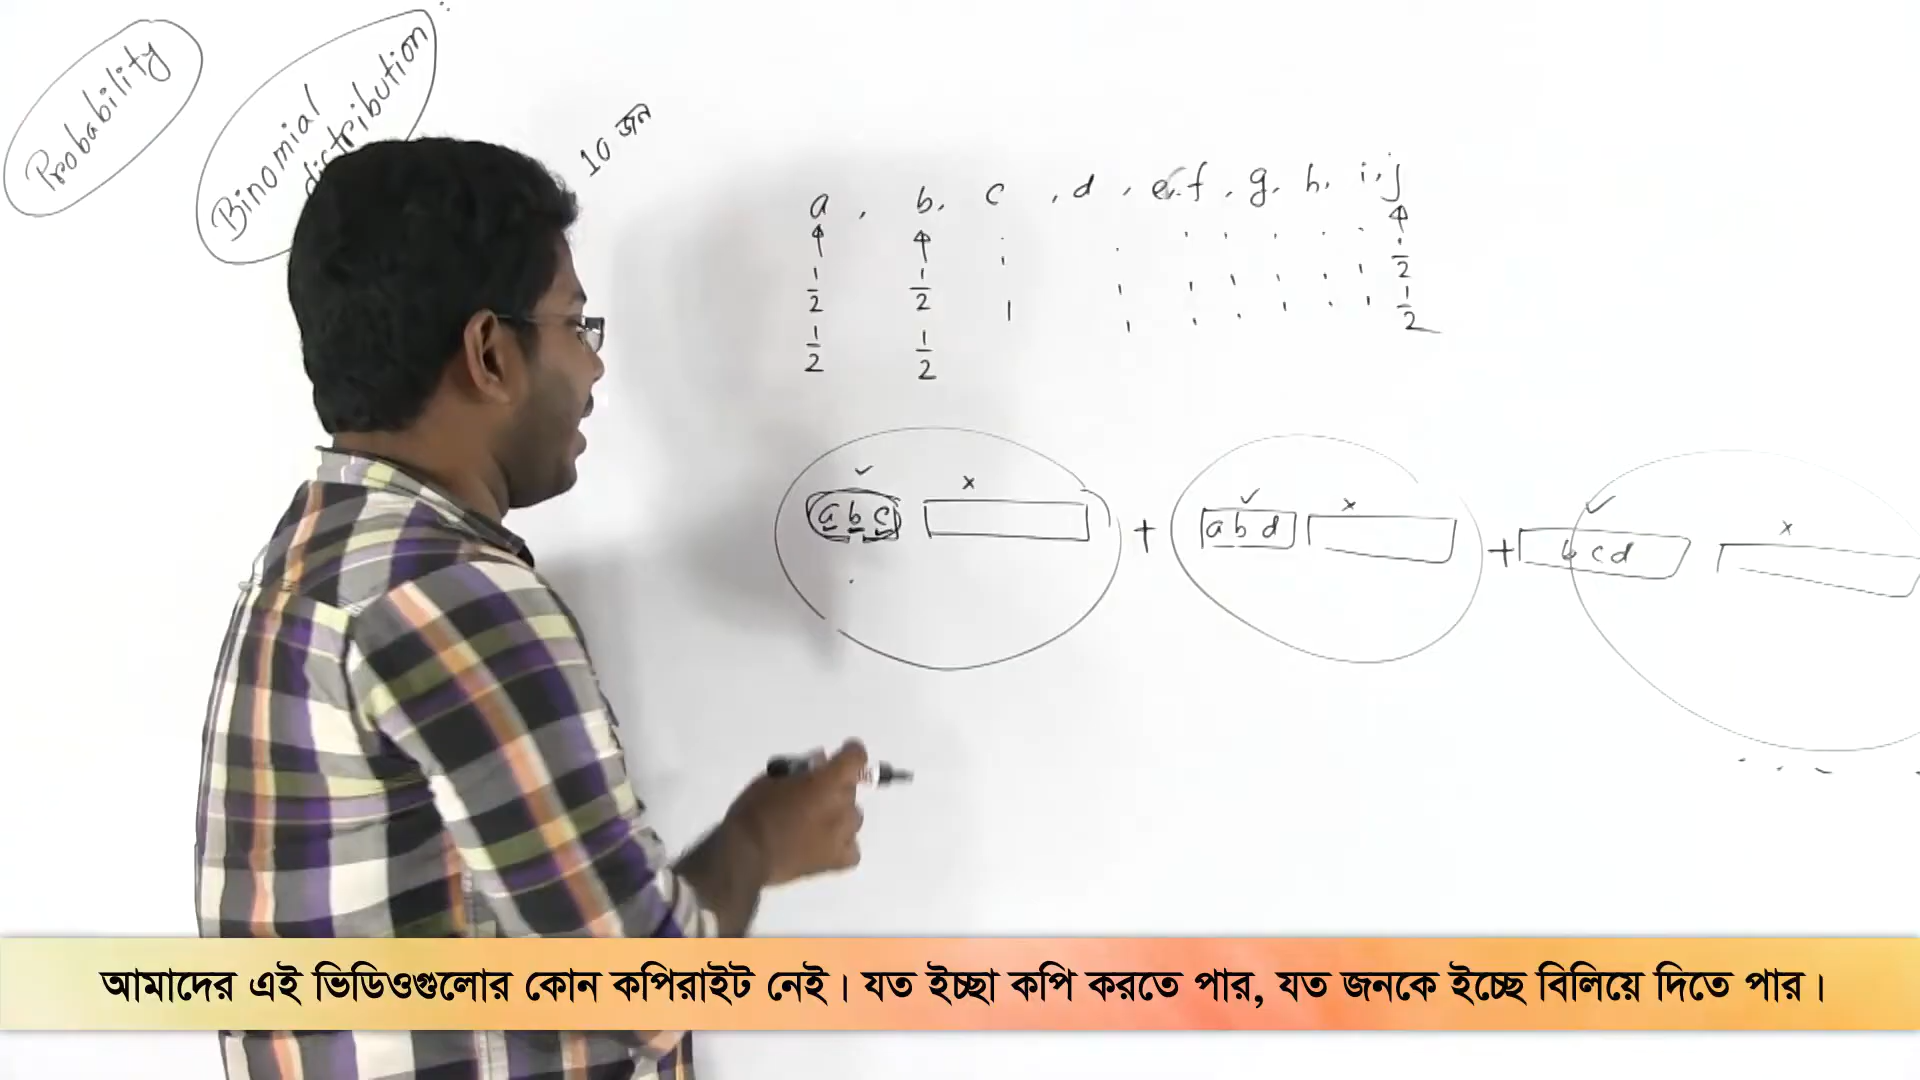 Probability
Binomial
distribution
10 জন
a , b, c , d , e, f , g, h, i, j
1/2 1/2 1/2
1/2 1/2 1/2
✓ × ✓ × ✓ ×
a b c + a b d + b c d
আমাদের এই ভিডিওগুলোর কোন কপিরাইট নেই। যত ইচ্ছা কপি করতে পার, যত জনকে ইচ্ছে বিলিয়ে দিতে পার।